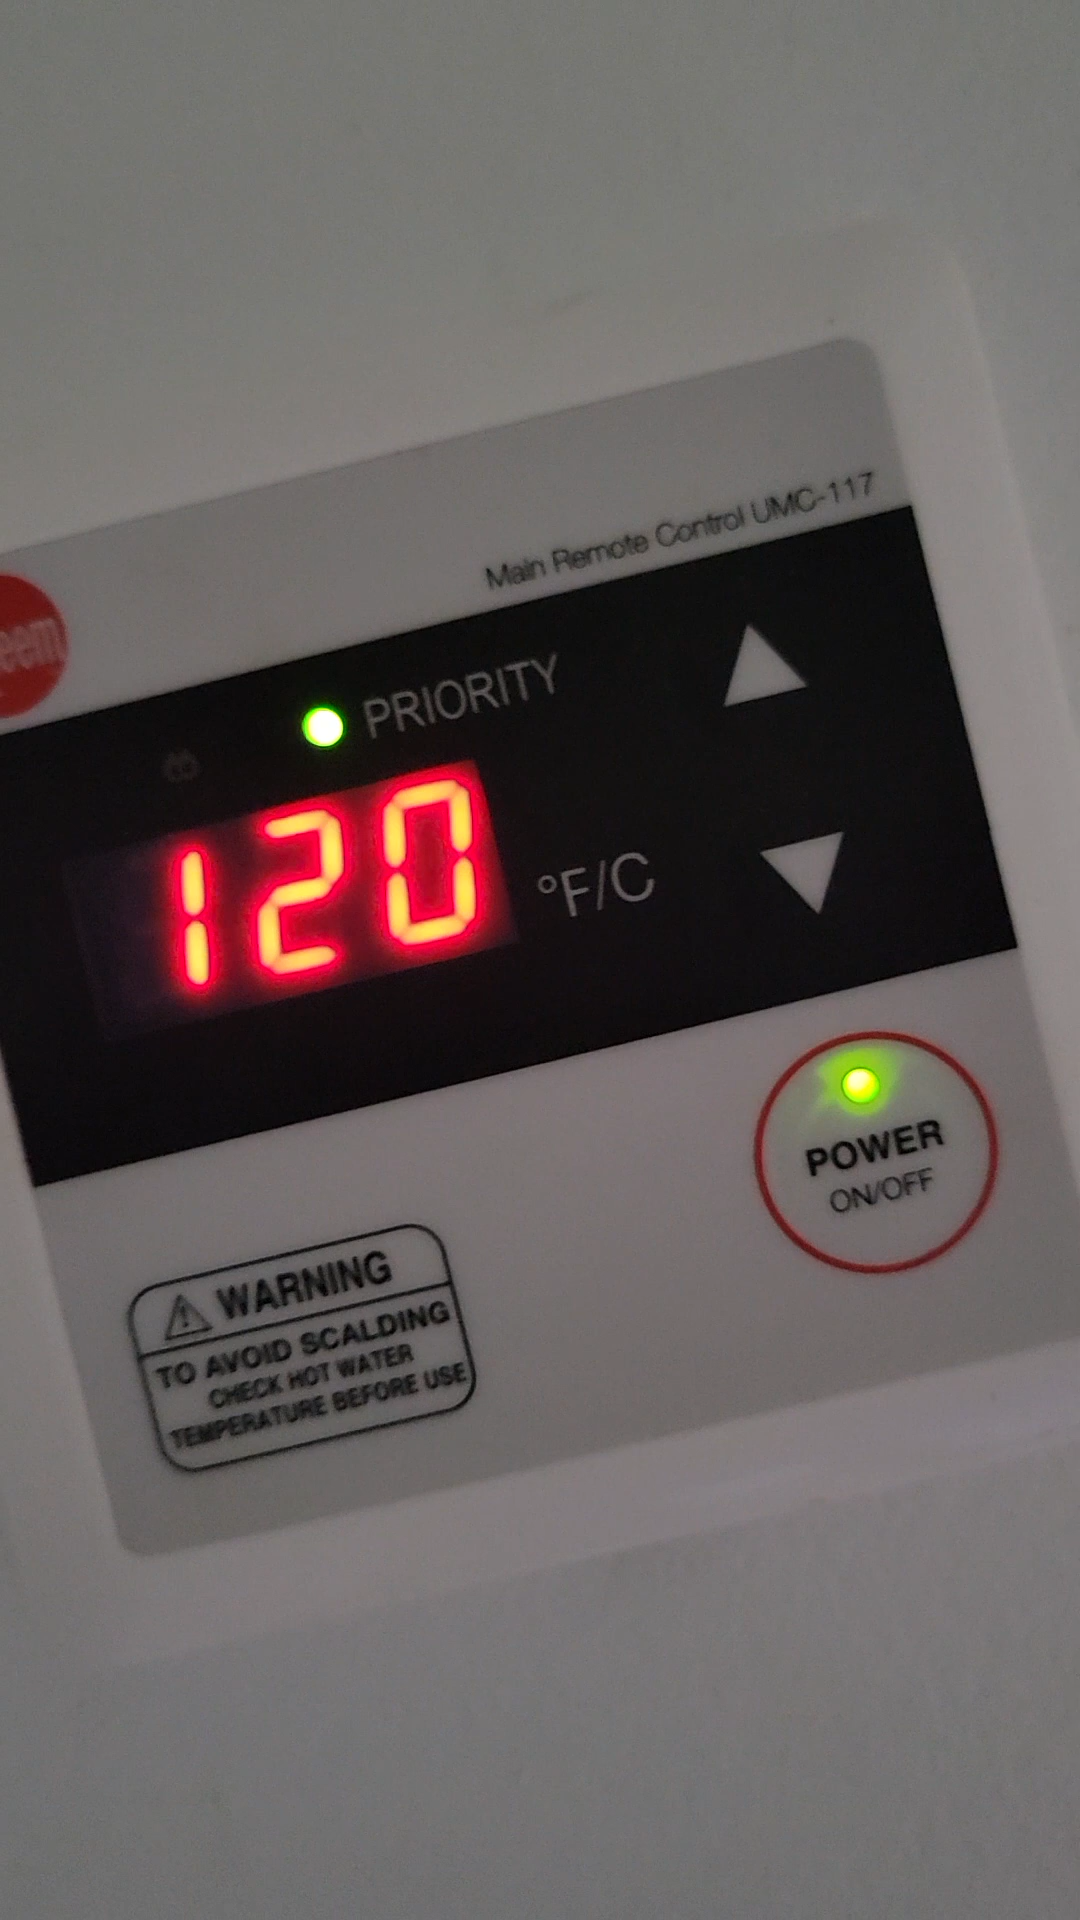 Main Remote Control UMC-117
eem
PRIORITY
120 °F/C
POWER
ON/OFF
WARNING
TO AVOID SCALDING
CHECK HOT WATER
TEMPERATURE BEFORE USE